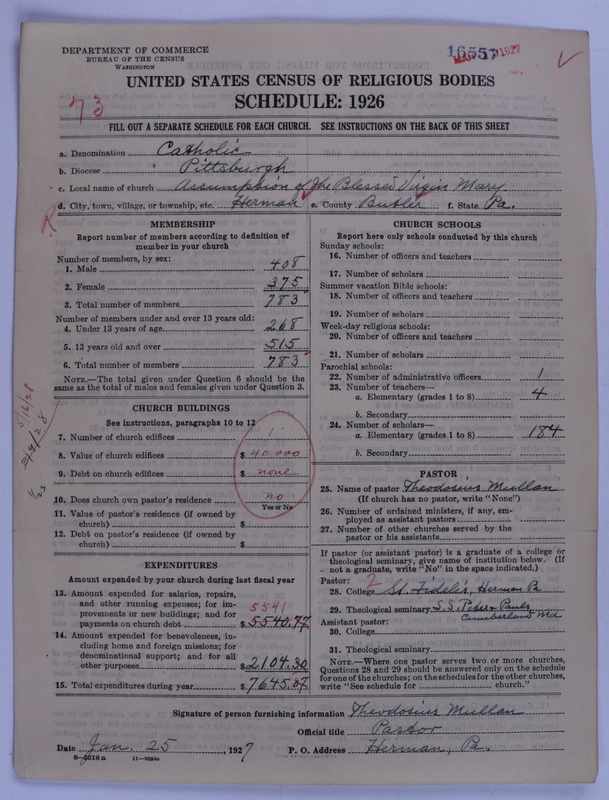 DEPARTMENT OF COMMERCE
BUREAU OF THE CENSUS
WASHINGTON
16557
1927
UNITED STATES CENSUS OF RELIGIOUS BODIES
SCHEDULE: 1926
73
FILL OUT A SEPARATE SCHEDULE FOR EACH CHURCH. SEE INSTRUCTIONS ON THE BACK OF THIS SHEET
a. Denomination Catholic
b. Diocese Pittsburgh
c. Local name of church Assumption of The Blessed Virgin Mary
d. City, town, village, or township, etc. Herman e. County Butler f. State Pa.
R
MEMBERSHIP
Report number of members according to definition of
member in your church
Number of members, by sex:
1. Male 408
2. Female 375
3. Total number of members 783
Number of members under and over 13 years old:
4. Under 13 years of age 268
5. 13 years old and over 515
6. Total number of members 783
NOTE.—The total given under Question 6 should be the
same as the total of males and females given under Question 3.
CHURCH BUILDINGS
See instructions, paragraphs 10 to 12
7. Number of church edifices 1
8. Value of church edifices $ 40.000
9. Debt on church edifices $ none
10. Does church own pastor's residence no
Yes or No
11. Value of pastor's residence (if owned by
church) $
12. Debt on pastor's residence (if owned by
church) $
EXPENDITURES
Amount expended by your church during last fiscal year
13. Amount expended for salaries, repairs,
and other running expenses; for im-
provements or new buildings; and for 5541
payments on church debt $ 5540.77
14. Amount expended for benevolences, in-
cluding home and foreign missions; for
denominational support; and for all
other purposes $ 2104.30
15. Total expenditures during year $ 7645.07
CHURCH SCHOOLS
Report here only schools conducted by this church
Sunday schools:
16. Number of officers and teachers
17. Number of scholars
Summer vacation Bible schools:
18. Number of officers and teachers
19. Number of scholars
Week-day religious schools:
20. Number of officers and teachers
21. Number of scholars
Parochial schools:
22. Number of administrative officers 1
23. Number of teachers—
a. Elementary (grades 1 to 8) 4
b. Secondary
24. Number of scholars—
a. Elementary (grades 1 to 8) 184
b. Secondary
PASTOR
25. Name of pastor Theodosius Mullan
(If church has no pastor, write "None")
26. Number of ordained ministers, if any, em-
ployed as assistant pastors
27. Number of other churches served by the
pastor or his assistants
If pastor (or assistant pastor) is a graduate of a college or
theological seminary, give name of institution below. (If
not a graduate, write "No" in the space indicated.)
Pastor: 2
28. College St. Fidelis, Herman Pa
29. Theological seminary S.S. Peter & Pauls
Cumberland Md
Assistant pastor:
30. College
31. Theological seminary
NOTE.—Where one pastor serves two or more churches,
Questions 28 and 29 should be answered only on the schedule
for one of the churches; on the schedules for the other churches,
write "See schedule for church."
Signature of person furnishing information Theodosius Mullan
Official title Pastor
Date Jan. 25, 1927 P. O. Address Herman, Pa.
8—5518a 11—9554